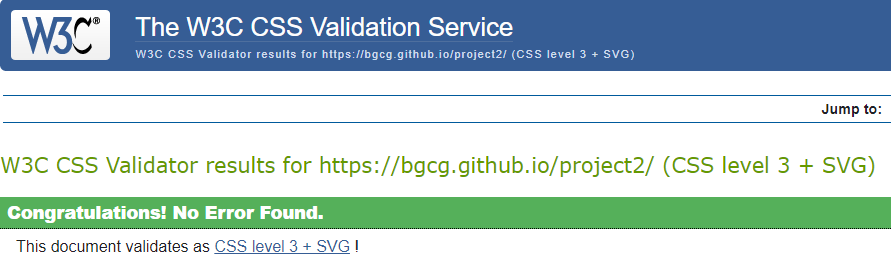 W3C®
The W3C CSS Validation Service
W3C CSS Validator results for https://bgcg.github.io/project2/ (CSS level 3 + SVG)
Jump to:
W3C CSS Validator results for https://bgcg.github.io/project2/ (CSS level 3 + SVG)
Congratulations! No Error Found.
This document validates as CSS level 3 + SVG !